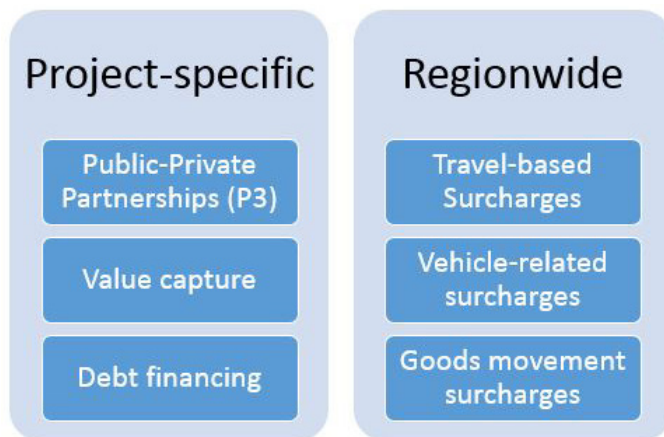 Project-specific
Public-Private
Partnerships (P3)
Value capture
Debt financing
Regionwide
Travel-based
Surcharges
Vehicle-related
surcharges
Goods movement
surcharges